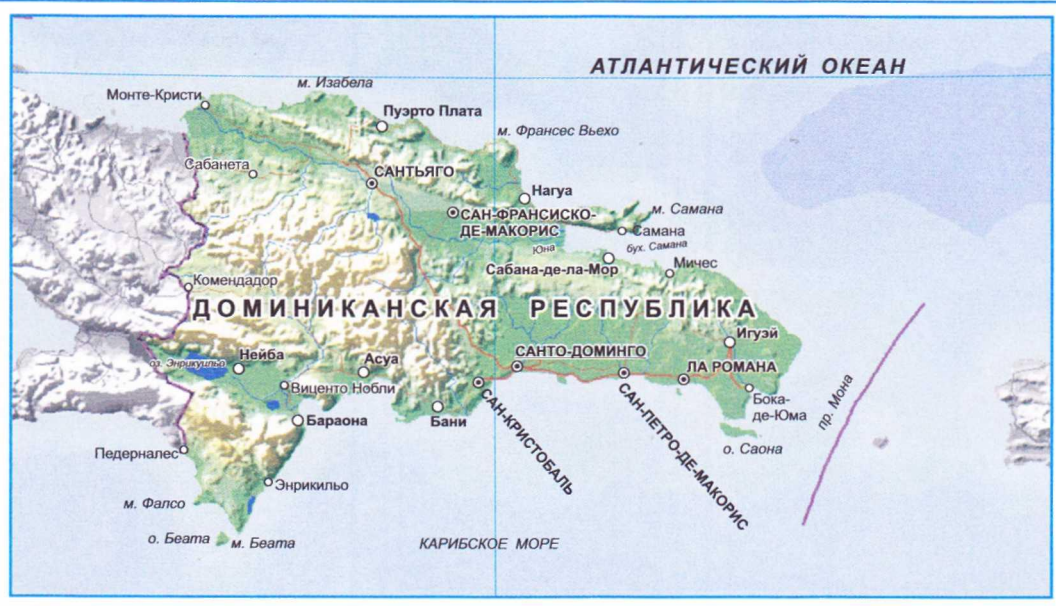 АТЛАНТИЧЕСКИЙ ОКЕАН
м. Изабела
Монте-Кристи
Пуэрто Плата
м. Франсес Вьехо
Сабанета
САНТЬЯГО
Нагуа
САН-ФРАНСИСКО-
ДЕ-МАКОРИС
м. Самана
Самана
Юна
бух. Самана
Сабана-де-ла-Мор
Мичес
Комендадор
ДОМИНИКАНСКАЯ РЕСПУБЛИКА
Игуэй
оз. Энрикильо
Нейба
Асуа
САНТО-ДОМИНГО
ЛА РОМАНА
Виценто Нобли
Бока-
де-Юма
пр. Мона
Бараона
Бани
САН-КРИСТОБАЛЬ
САН-ПЕТРО-ДЕ-МАКОРИС
о. Саона
Педерналес
Энрикильо
м. Фалсо
о. Беата
м. Беата
КАРИБСКОЕ МОРЕ